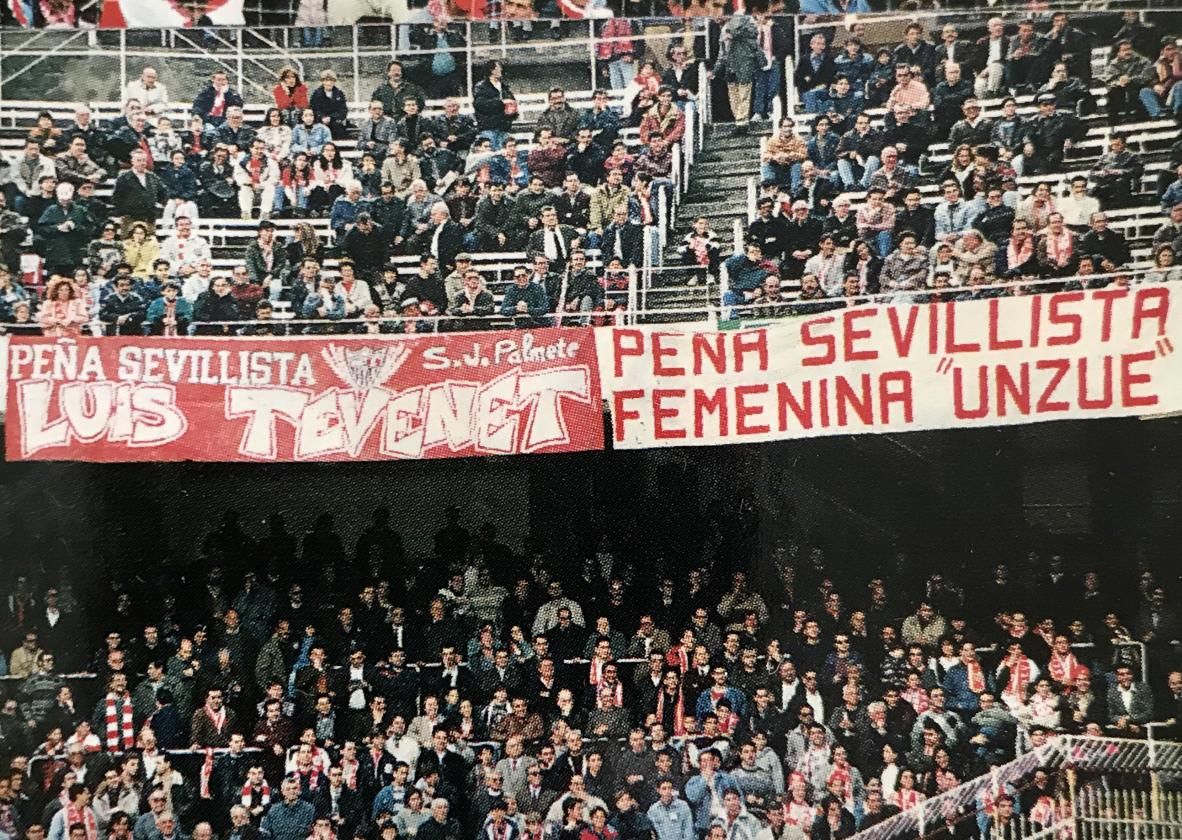 PEÑA SEVILLISTA S.J. Palmete
LUIS TEVENET
PEÑA SEVILLISTA
FEMENINA "UNZUE"